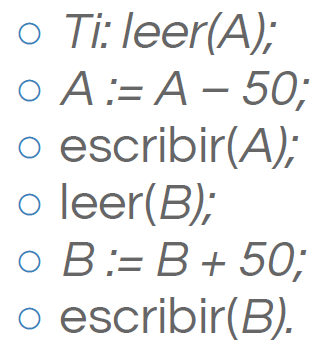 ○ Ti: leer(A);
○ A := A – 50;
○ escribir(A);
○ leer(B);
○ B := B + 50;
○ escribir(B).